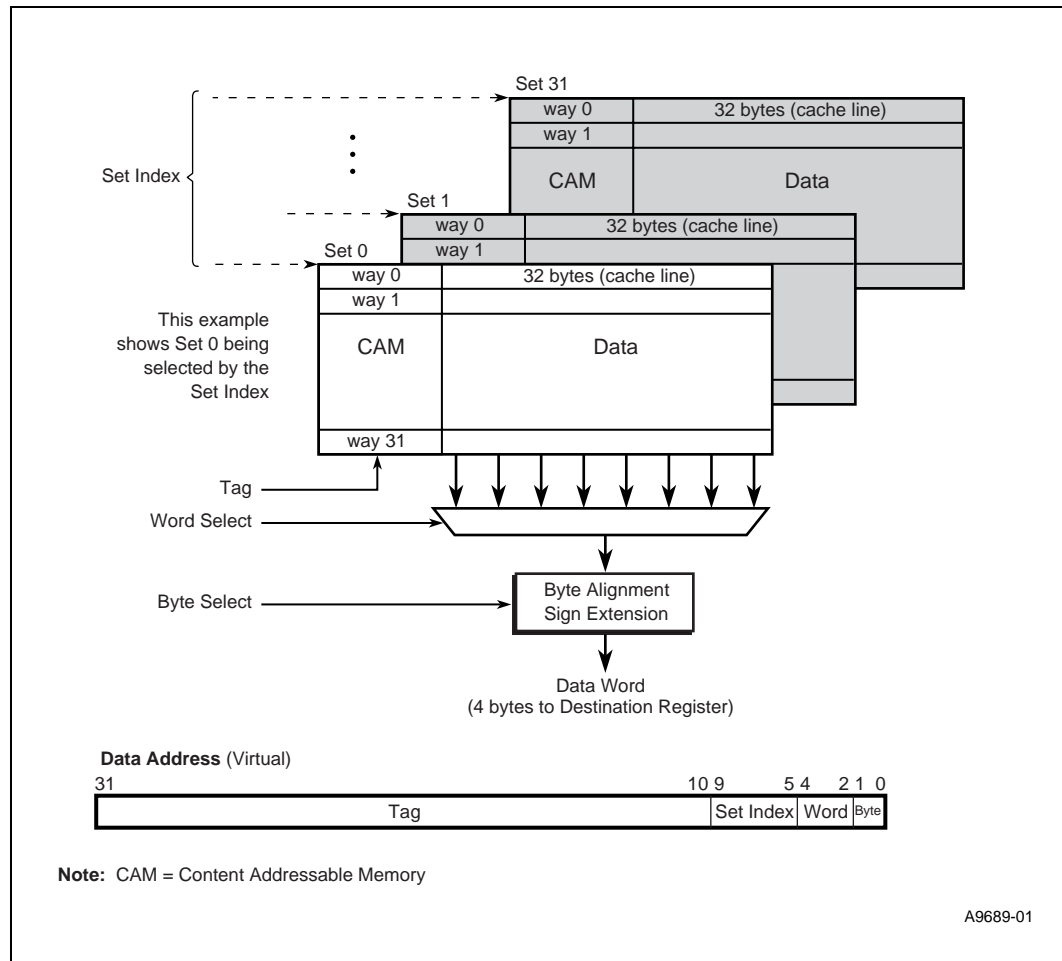 Set 31
way 0 32 bytes (cache line)
way 1
CAM Data
Set Index
Set 1
way 0 32 bytes (cache line)
way 1
Set 0
way 0 32 bytes (cache line)
way 1
This example
shows Set 0 being
selected by the
Set Index
CAM Data
way 31
Tag
Word Select
Byte Select
Byte Alignment
Sign Extension
Data Word
(4 bytes to Destination Register)
Data Address (Virtual)
31 10 9 5 4 2 1 0
Tag Set Index Word Byte
Note: CAM = Content Addressable Memory
A9689-01